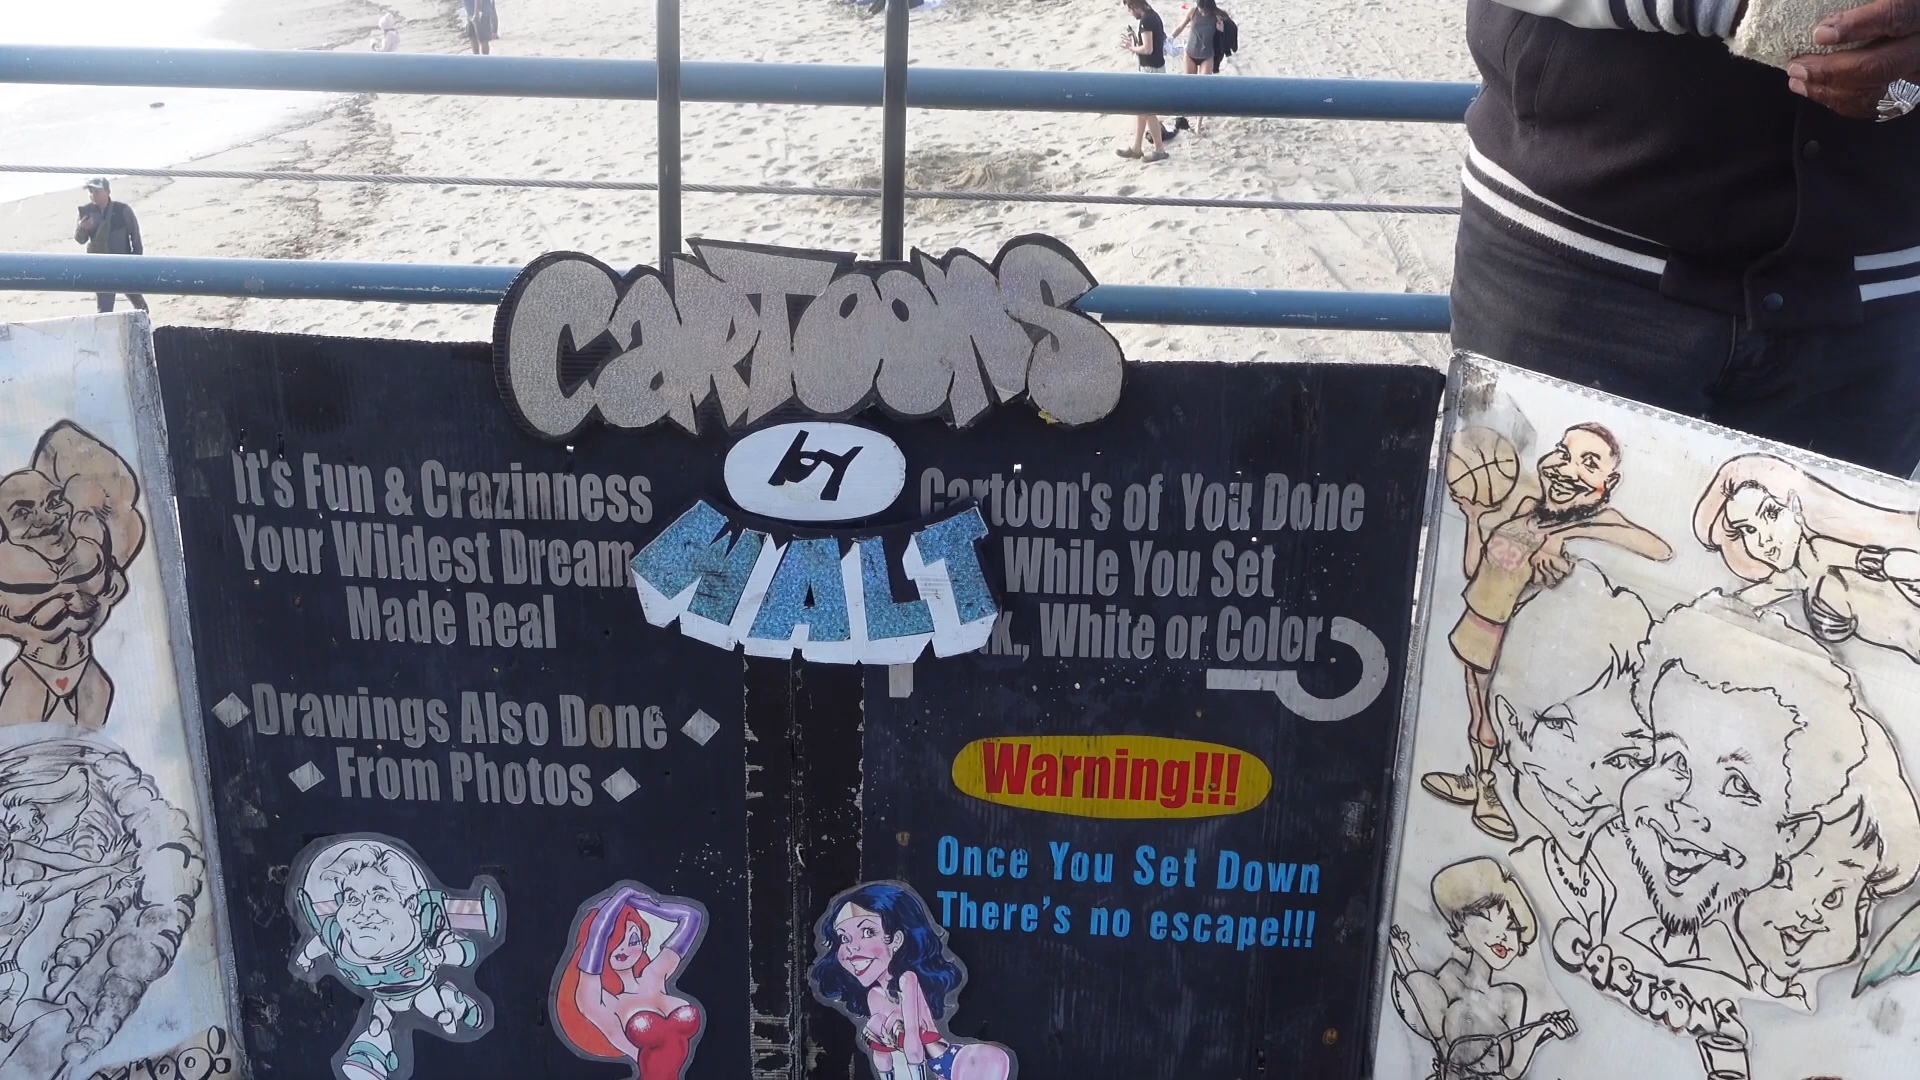 CARTOONS
by
WALT
It's Fun & Crazinness
Your Wildest Dream
Made Real
Drawings Also Done
From Photos
Cartoon's of You Done
While You Set
White or Color
Warning!!!
Once You Set Down
There's no escape!!!
23
CARTOONS